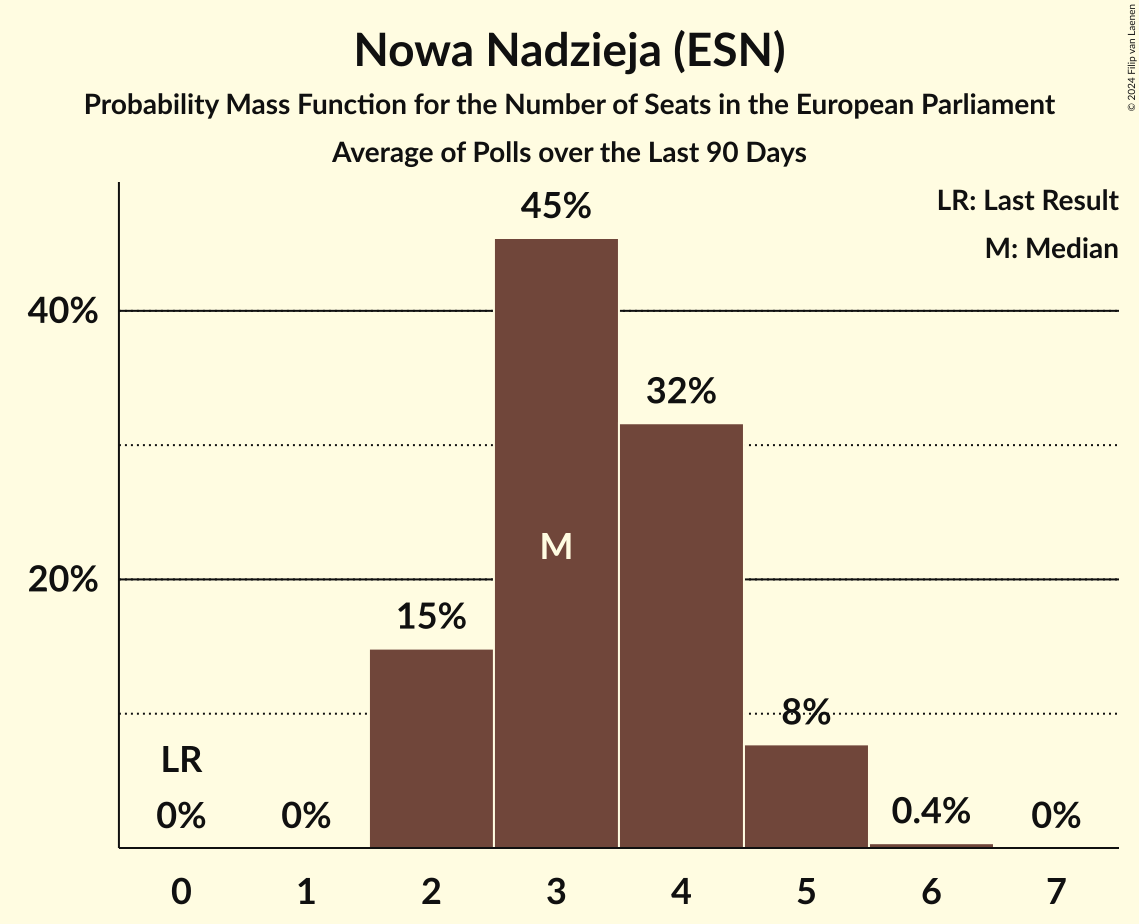 Nowa Nadzieja (ESN)
Probability Mass Function for the Number of Seats in the European Parliament
Average of Polls over the Last 90 Days
© 2024 Filip van Laenen
LR: Last Result
M: Median
45%
40%
32%
M
20%
15%
8%
LR
0%
0%
0.4%
0%
0 1 2 3 4 5 6 7